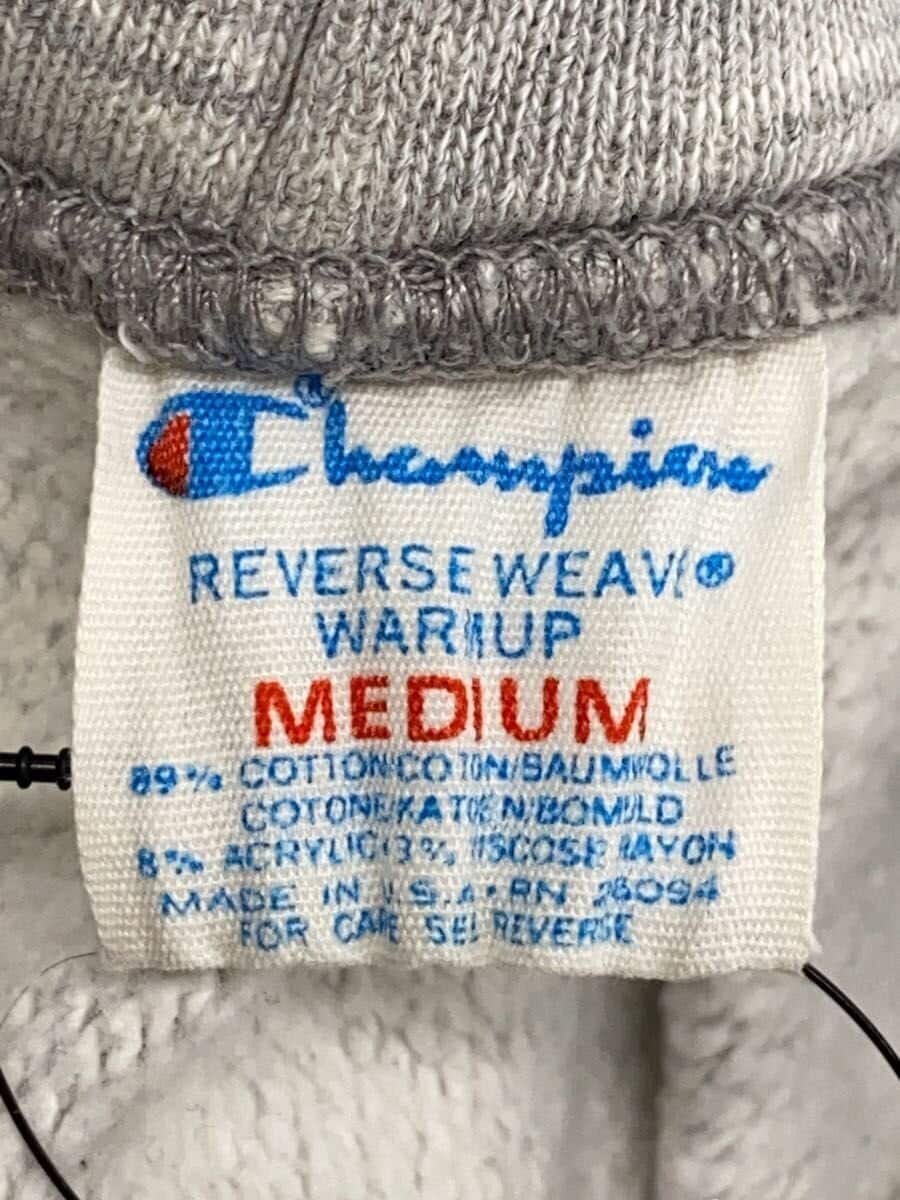 Champion®
REVERSE WEAVE®
WARM UP
MEDIUM
89% COTTON/COTON/BAUMWOLLE
COTONE/KATOEN/BOMULD
8% ACRYLIC/3% VISCOSE RAYON
MADE IN U.S.A. RN 26094
FOR CARE SEE REVERSE